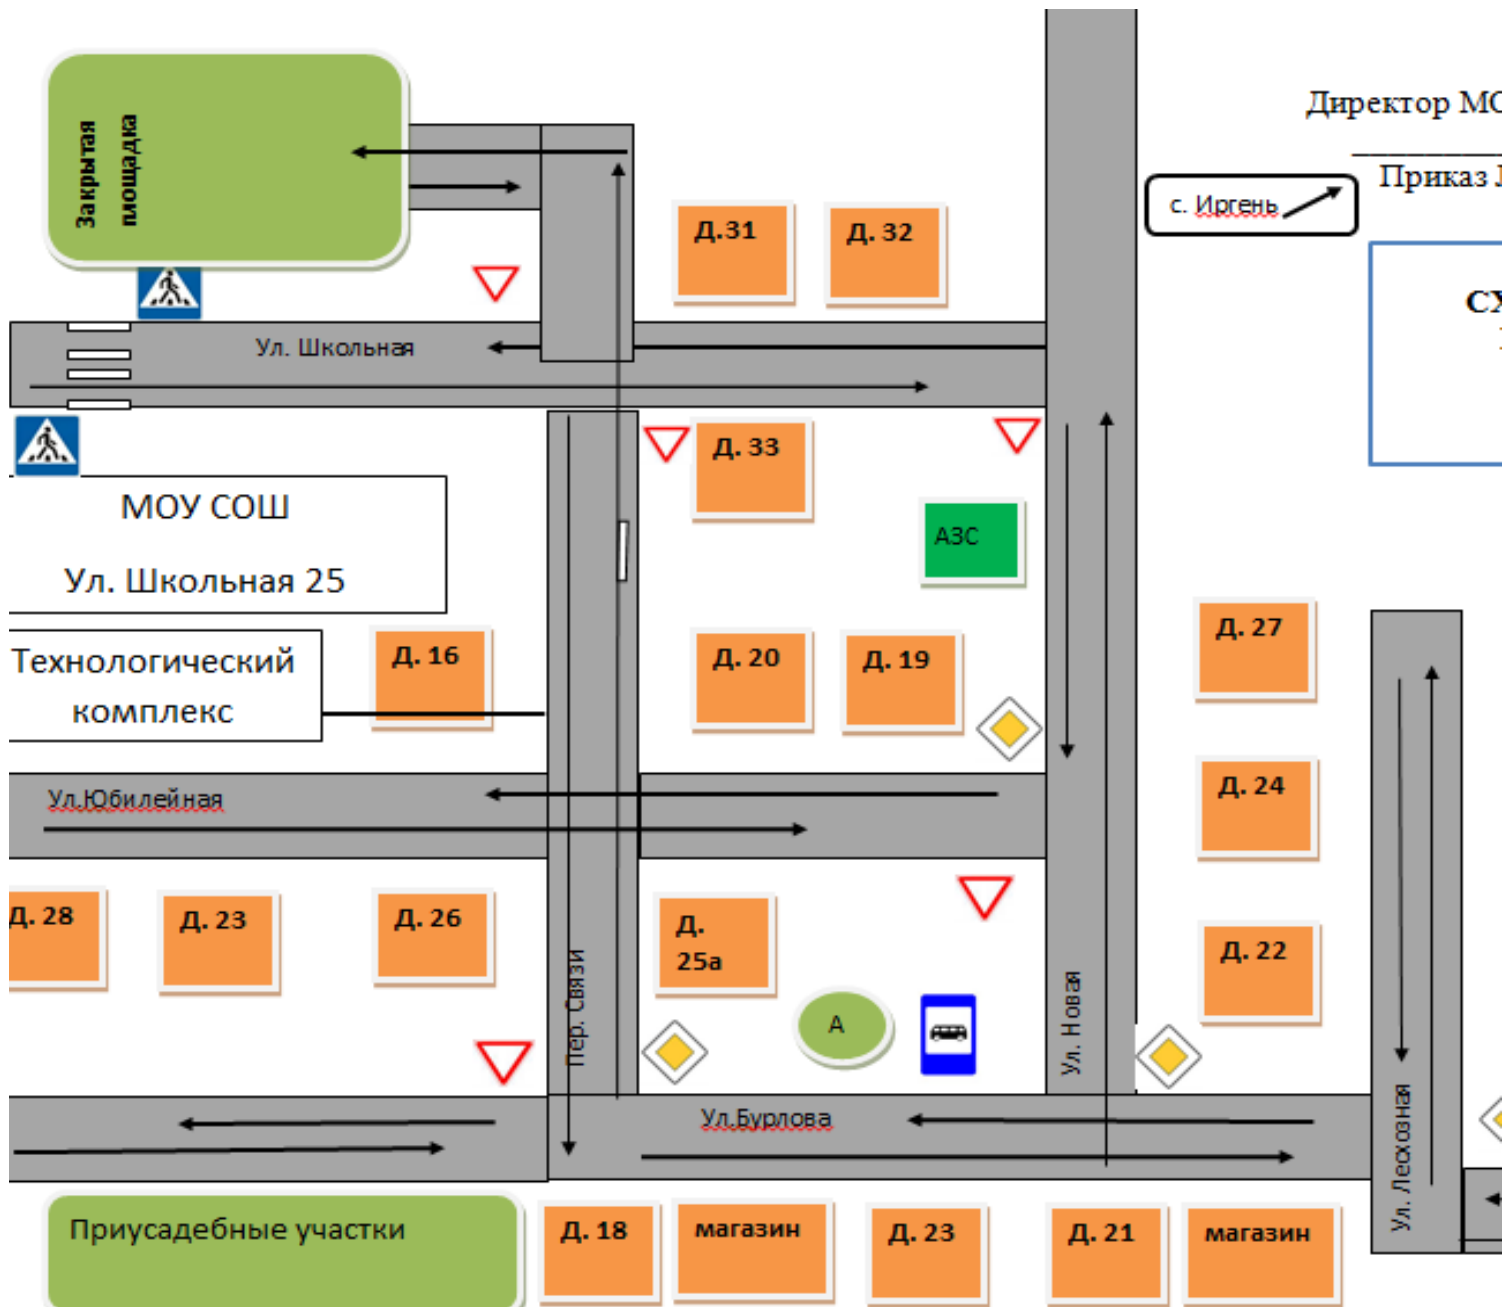 Закрытая
площадка
Директор МО
Приказ
с. Иргень
Д.31
Д. 32
СХ
Ул. Школьная
Д. 33
МОУ СОШ
Ул. Школьная 25
АЗС
Технологический
комплекс
Д. 16
Д. 20
Д. 19
Д. 27
Ул.Юбилейная
Д. 24
Д. 28
Д. 23
Д. 26
Д.
25а
Д. 22
Пер. Связи
А
Ул. Новая
Ул.Бурлова
Ул. Лесхозная
Приусадебные участки
Д. 18
магазин
Д. 23
Д. 21
магазин